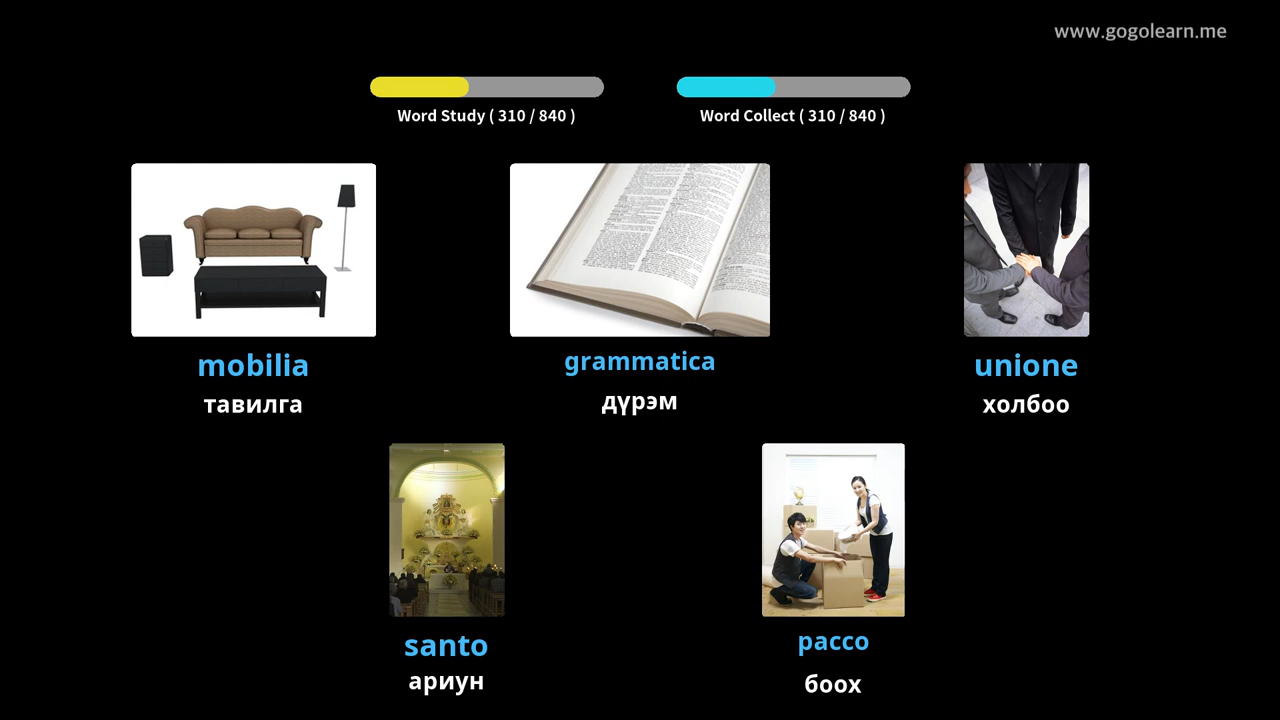 www.gogolearn.me
Word Study ( 310 / 840 )
Word Collect ( 310 / 840 )
mobilia
тавилга
grammatica
дүрэм
unione
холбоо
santo
ариун
pacco
боох